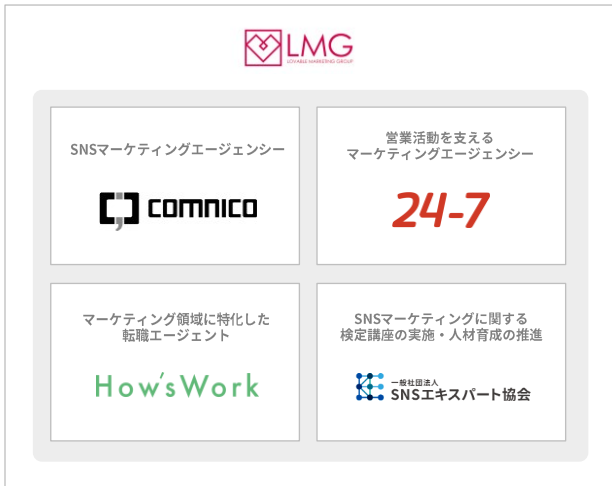 LMG
LOVABLE MARKETING GROUP
SNSマーケティングエージェンシー
comnico
営業活動を支える
マーケティングエージェンシー
24-7
マーケティング領域に特化した
転職エージェント
How'sWork
SNSマーケティングに関する
検定講座の実施・人材育成の推進
一般社団法人
SNSエキスパート協会